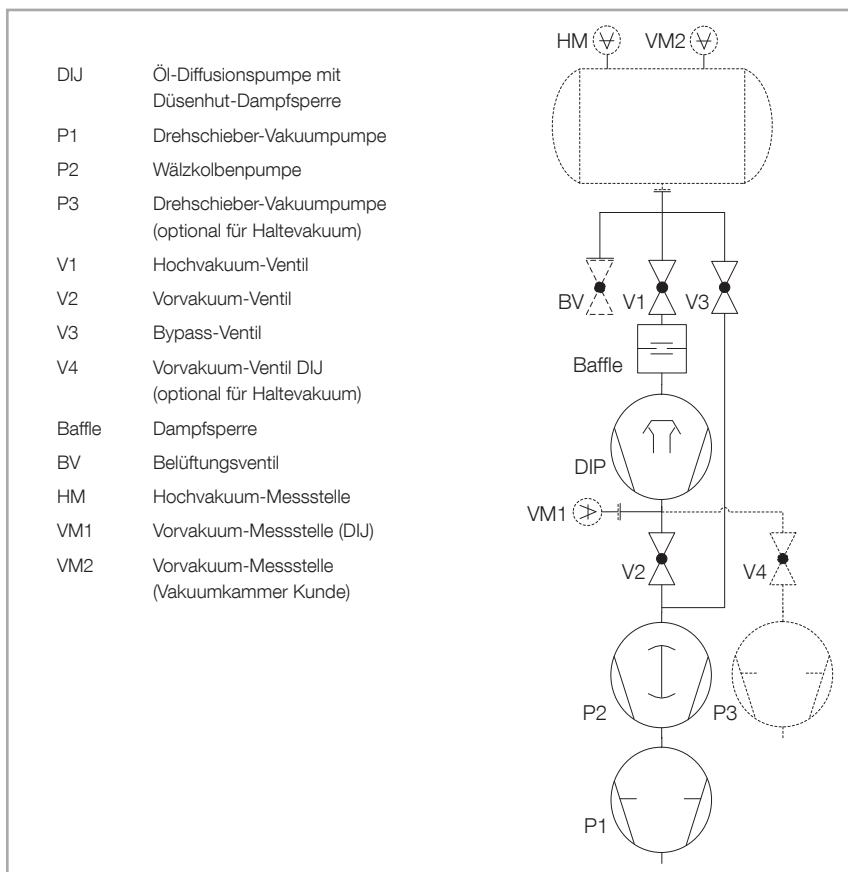 DIJ Öl-Diffusionspumpe mit
Düsenhut-Dampfsperre
P1 Drehschieber-Vakuumpumpe
P2 Wälzkolbenpumpe
P3 Drehschieber-Vakuumpumpe
(optional für Haltevakuum)
V1 Hochvakuum-Ventil
V2 Vorvakuum-Ventil
V3 Bypass-Ventil
V4 Vorvakuum-Ventil DIJ
(optional für Haltevakuum)
Baffle Dampfsperre
BV Belüftungsventil
HM Hochvakuum-Messstelle
VM1 Vorvakuum-Messstelle (DIJ)
VM2 Vorvakuum-Messstelle
(Vakuumkammer Kunde)
HM VM2
BV V1 V3
Baffle
DIP
VM1
V2 V4
P2 P3
P1